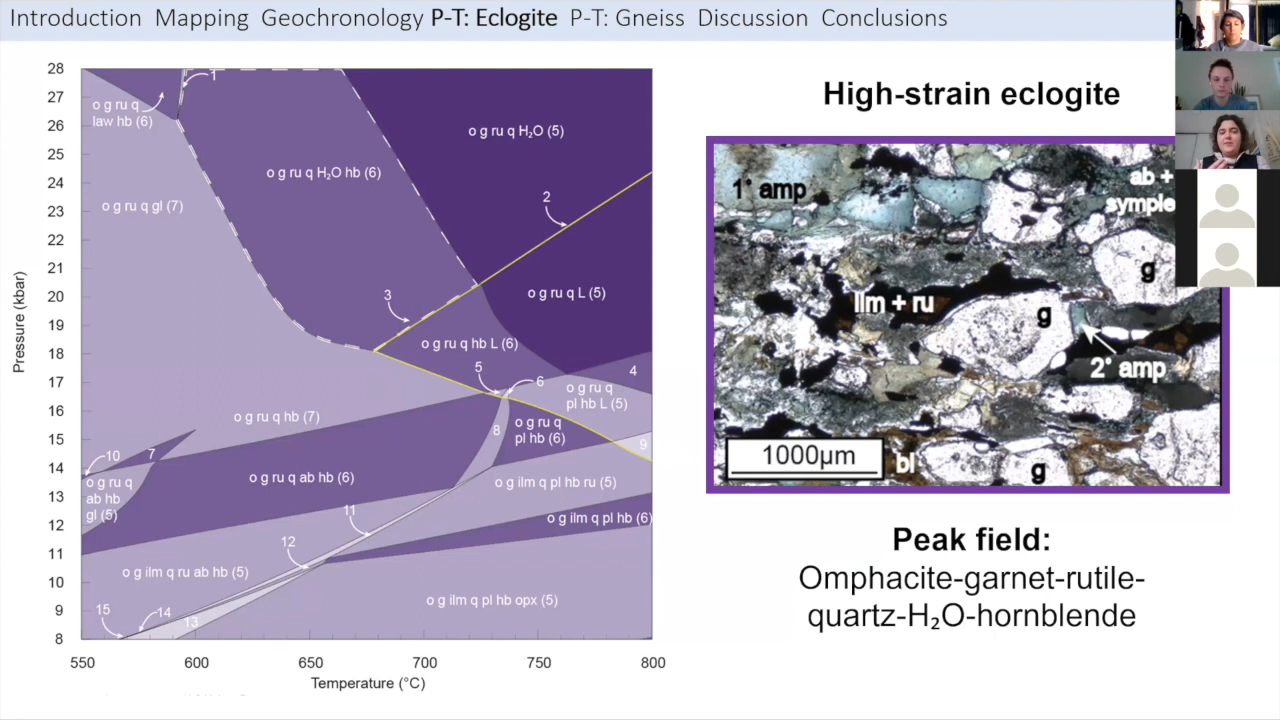 Introduction Mapping Geochronology P-T: Eclogite P-T: Gneiss Discussion Conclusions
28
27
26
25
24
23
22
21
20
19
18
17
16
15
14
13
12
11
10
9
8
Pressure (kbar)
550
600
650
700
750
800
Temperature (°C)
1
o g ru q
law hb (6)
o g ru q H₂O (5)
o g ru q H₂O hb (6)
2
o g ru q gl (7)
3
o g ru q L (5)
o g ru q hb L (6)
4
5
6
o g ru q
pl hb L (5)
o g ru q hb (7)
8
o g ru q
pl hb (6)
9
10
7
o g ru q
ab hb
gl (5)
o g ru q ab hb (6)
o g ilm q pl hb ru (5)
11
o g ilm q pl hb (6)
12
o g ilm q ru ab hb (5)
o g ilm q pl hb opx (5)
15
14
13
High-strain eclogite
1° amp
ab +
symple
g
Ilm + ru
g
2° amp
1000µm
bI
g
Peak field:
Omphacite-garnet-rutile-
quartz-H₂O-hornblende